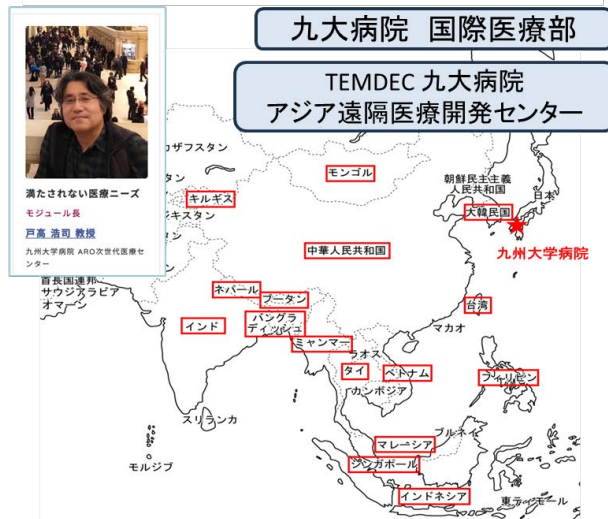 九大病院 国際医療部
TEMDEC 九大病院
アジア遠隔医療開発センター
満たされない医療ニーズ
モジュール長
戸高 浩司 教授
九州大学病院 ARO次世代医療セ
ンター
カザフスタン
タン
キルギス
ジキスタン
タン
ン
首長国連邦
サウジアラビア
オマーン
モンゴル
朝鮮民主主義
人民共和国
日本
大韓民国
九州大学病院
中華人民共和国
ネパール
ブータン
インド
バングラ
ディッシュ
ミャンマー
台湾
マカオ
ラオス
タイ
ベトナム
カンボジア
フィリピン
スリランカ
モルジブ
ブルネイ
マレーシア
シンガポール
インドネシア
東ティモール